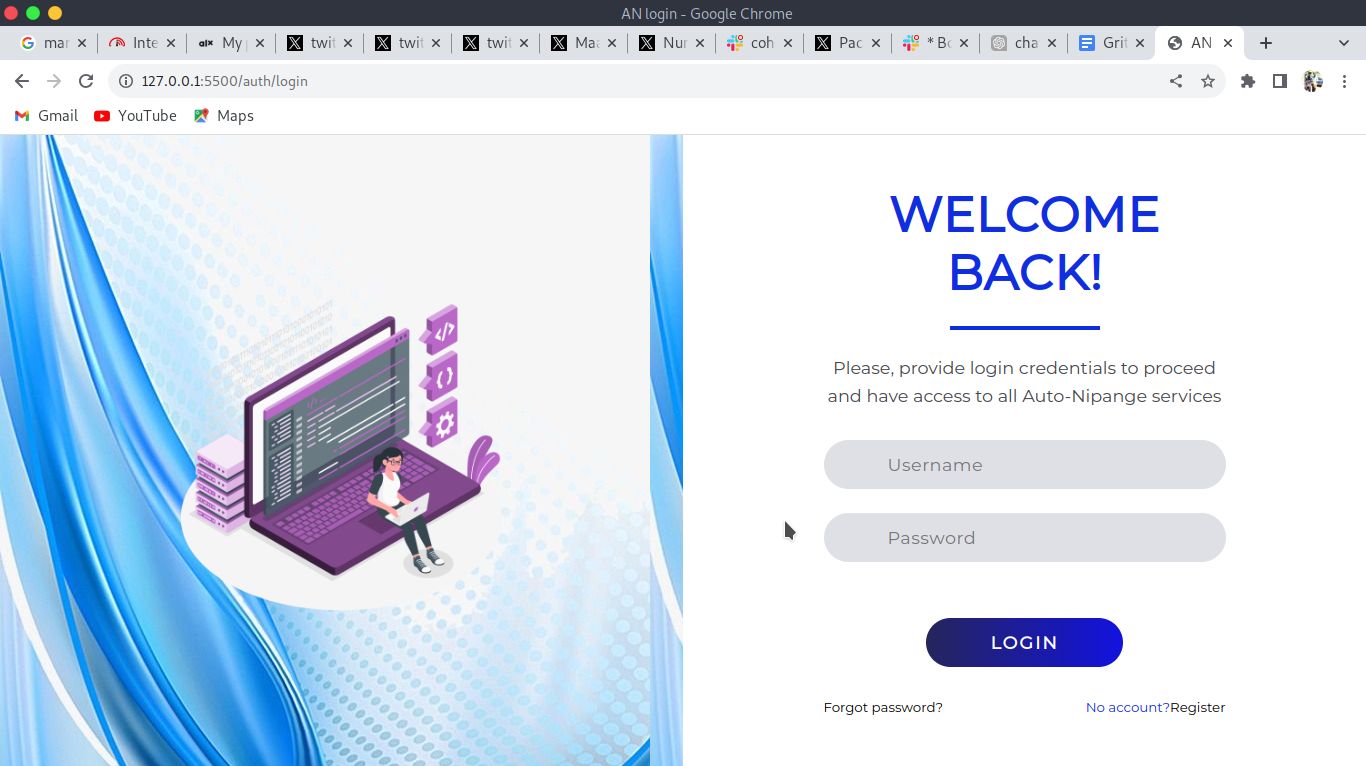 AN login - Google Chrome
mar
Inte
alx
My p
twit
twit
twit
Maa
Nur
coh
Pac
* Bo
cha
Grit
AN
127.0.0.1:5500/auth/login
Gmail
YouTube
Maps
WELCOME
BACK!
Please, provide login credentials to proceed
and have access to all Auto-Nipange services
Username
Password
LOGIN
Forgot password?
No account?Register